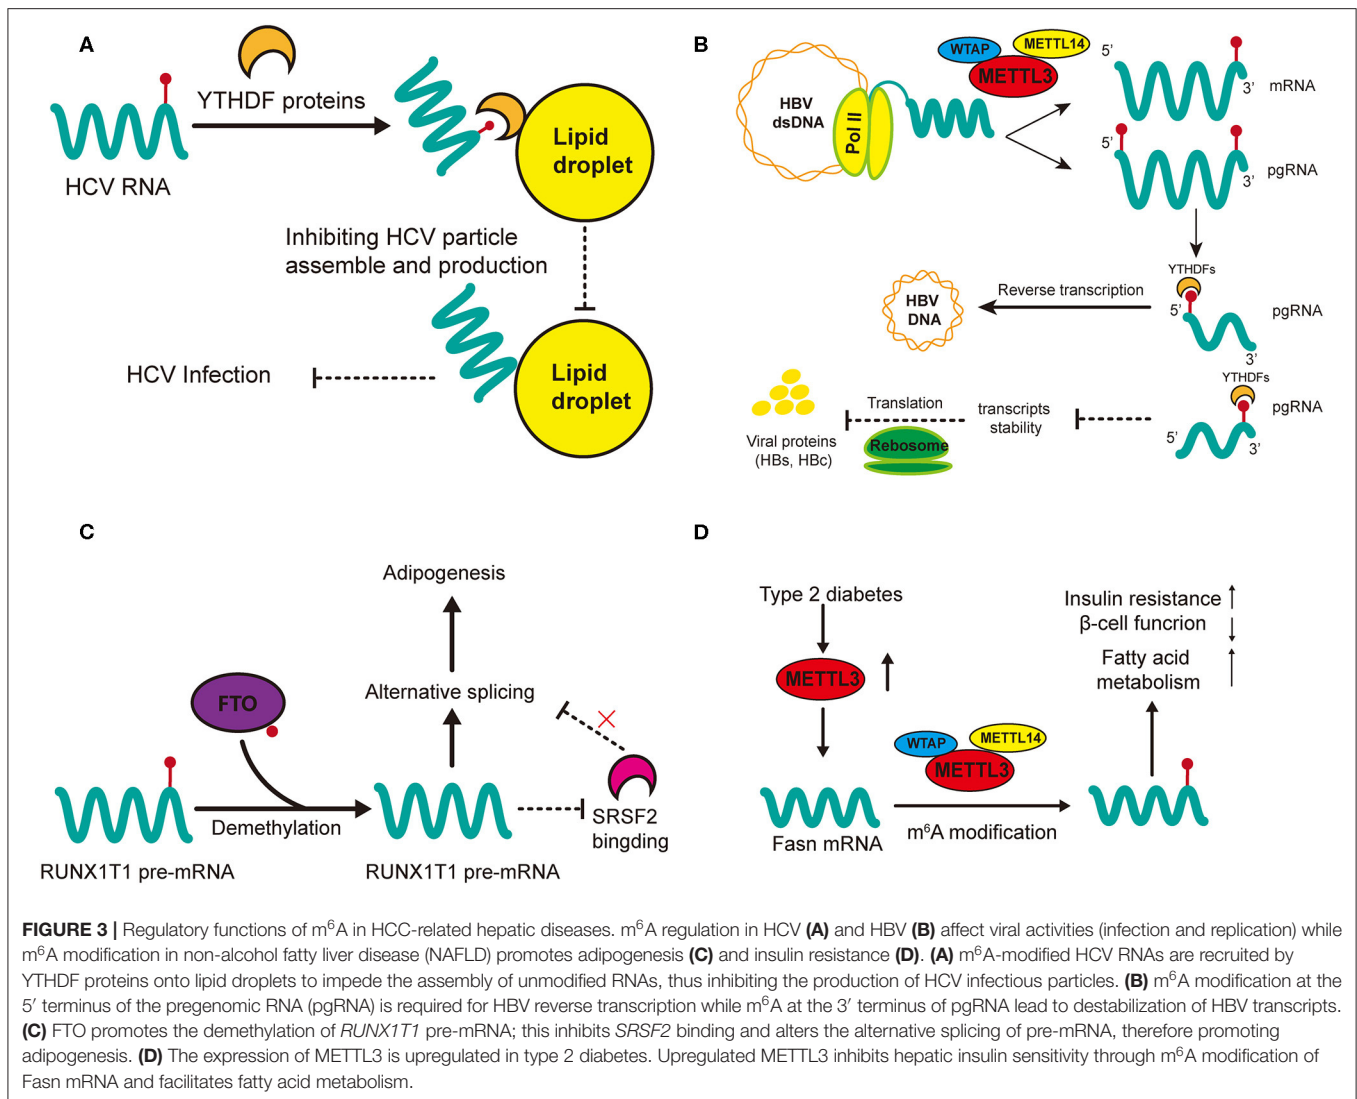 A
YTHDF proteins
HCV RNA
Lipid
droplet
Inhibiting HCV particle
assemble and production
Lipid
droplet
HCV Infection
B
HBV
dsDNA
Pol II
WTAP
METTL14
METTL3
5’
3’
mRNA
5’
3’
pgRNA
YTHDFs
5’
3’
pgRNA
Reverse transcription
HBV
DNA
YTHDFs
5’
3’
pgRNA
transcripts
stability
Translation
Rebosome
Viral proteins
(HBs, HBc)
C
Adipogenesis
Alternative splicing
FTO
Demethylation
RUNX1T1 pre-mRNA
RUNX1T1 pre-mRNA
SRSF2
bingding
D
Type 2 diabetes
METTL3
Fasn mRNA
WTAP
METTL14
METTL3
m⁶A modification
Insulin resistance ↑
β-cell funcrion ↓
Fatty acid
metabolism ↑
FIGURE 3 | Regulatory functions of m⁶A in HCC-related hepatic diseases. m⁶A regulation in HCV (A) and HBV (B) affect viral activities (infection and replication) while
m⁶A modification in non-alcohol fatty liver disease (NAFLD) promotes adipogenesis (C) and insulin resistance (D). (A) m⁶A-modified HCV RNAs are recruited by
YTHDF proteins onto lipid droplets to impede the assembly of unmodified RNAs, thus inhibiting the production of HCV infectious particles. (B) m⁶A modification at the
5′ terminus of the pregenomic RNA (pgRNA) is required for HBV reverse transcription while m⁶A at the 3′ terminus of pgRNA lead to destabilization of HBV transcripts.
(C) FTO promotes the demethylation of RUNX1T1 pre-mRNA; this inhibits SRSF2 binding and alters the alternative splicing of pre-mRNA, therefore promoting
adipogenesis. (D) The expression of METTL3 is upregulated in type 2 diabetes. Upregulated METTL3 inhibits hepatic insulin sensitivity through m⁶A modification of
Fasn mRNA and facilitates fatty acid metabolism.